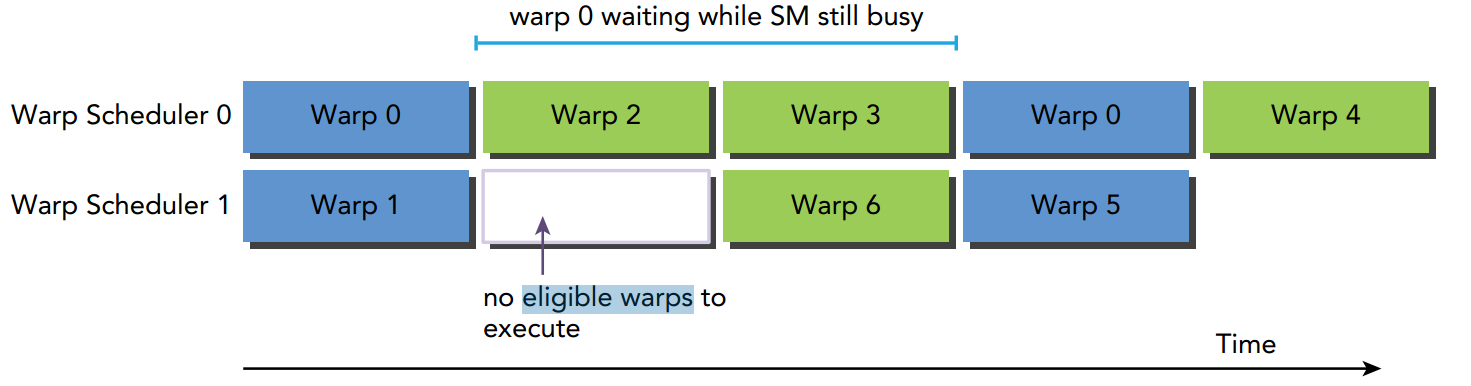 warp 0 waiting while SM still busy
Warp Scheduler 0
Warp 0
Warp 2
Warp 3
Warp 0
Warp 4
Warp Scheduler 1
Warp 1
Warp 6
Warp 5
no eligible warps to
execute
Time